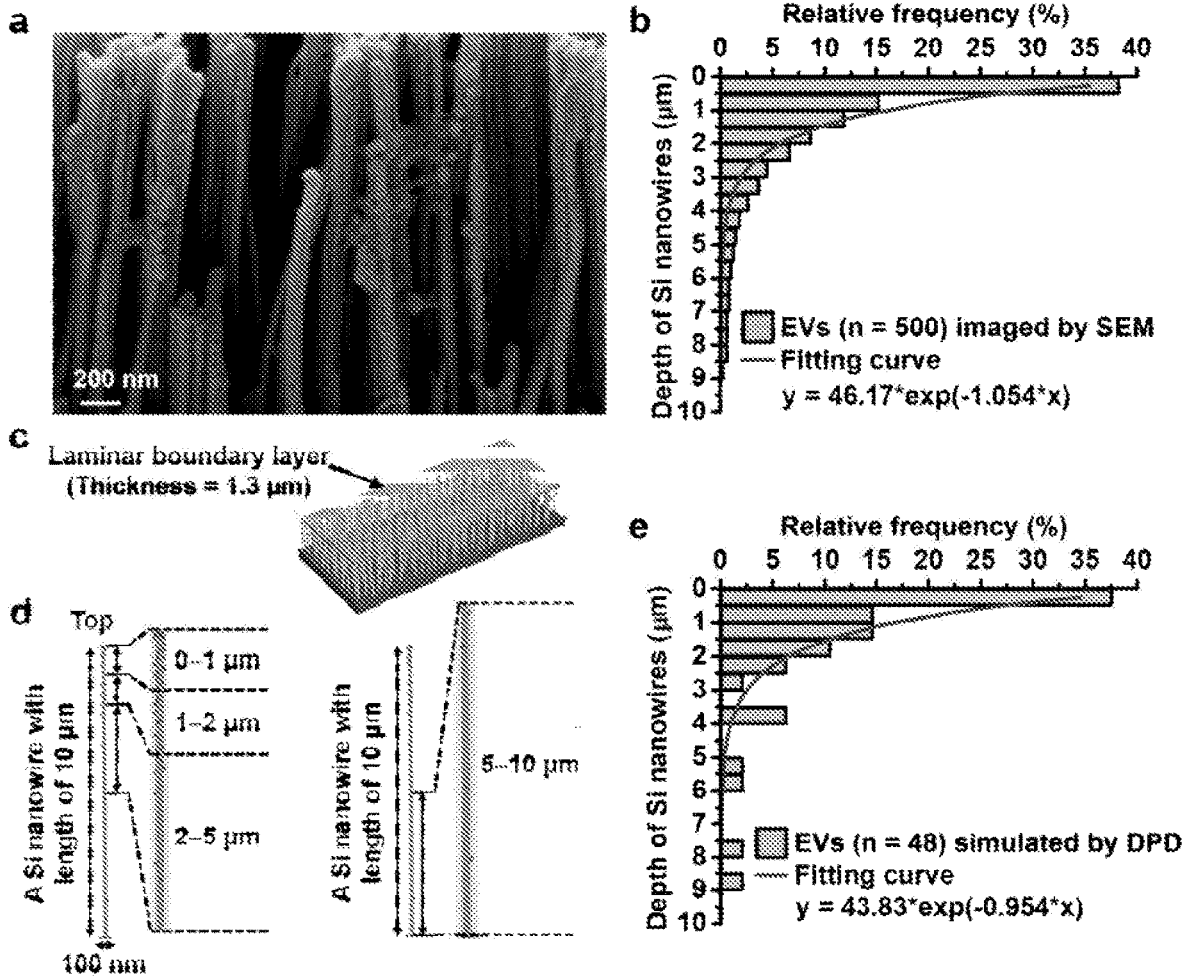 a
200 nm
b
Relative frequency (%)
0 5 10 15 20 25 30 35 40
Depth of Si nanowires (μm)
0
1
2
3
4
5
6
7
8
9
10
EVs (n = 500) imaged by SEM
Fitting curve
y = 46.17*exp(-1.054*x)
c
Laminar boundary layer
(Thickness = 1.3 μm)
d
Top
A Si nanowire with
length of 10 μm
0–1 μm
1–2 μm
2–5 μm
100 nm
A Si nanowire with
length of 10 μm
5–10 μm
e
Relative frequency (%)
0 5 10 15 20 25 30 35 40
Depth of Si nanowires (μm)
0
1
2
3
4
5
6
7
8
9
10
EVs (n = 48) simulated by DPD
Fitting curve
y = 43.83*exp(-0.954*x)